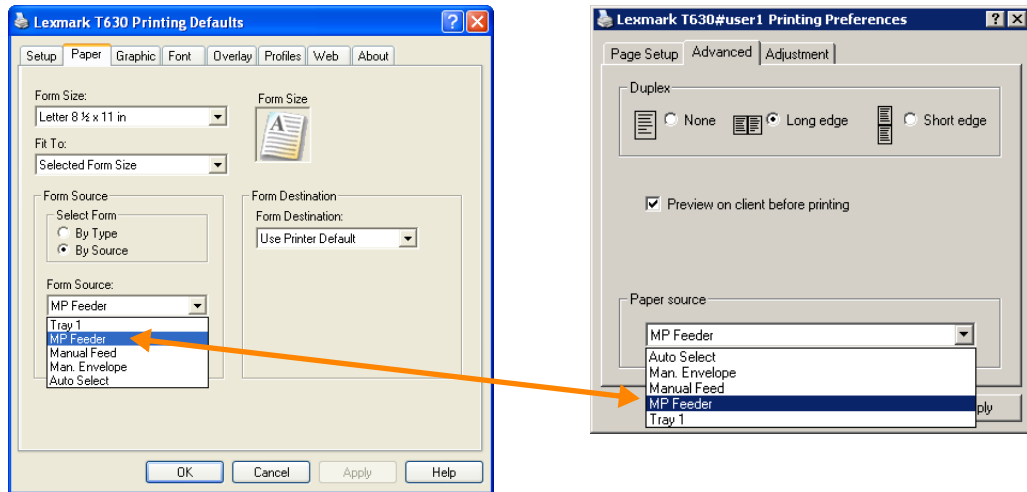 Lexmark T630 Printing Defaults
Setup Paper Graphic Font Overlay Profiles Web About
Form Size:
Letter 8 ½ x 11 in
Form Size
Fit To:
Selected Form Size
Form Source
Select Form
By Type
By Source
Form Source:
MP Feeder
Tray 1
MP Feeder
Manual Feed
Man. Envelope
Auto Select
Form Destination
Form Destination:
Use Printer Default
OK Cancel Apply Help
Lexmark T630#user1 Printing Preferences
Page Setup Advanced Adjustment
Duplex
None Long edge Short edge
Preview on client before printing
Paper source
MP Feeder
Auto Select
Man. Envelope
Manual Feed
MP Feeder
Tray 1
ply